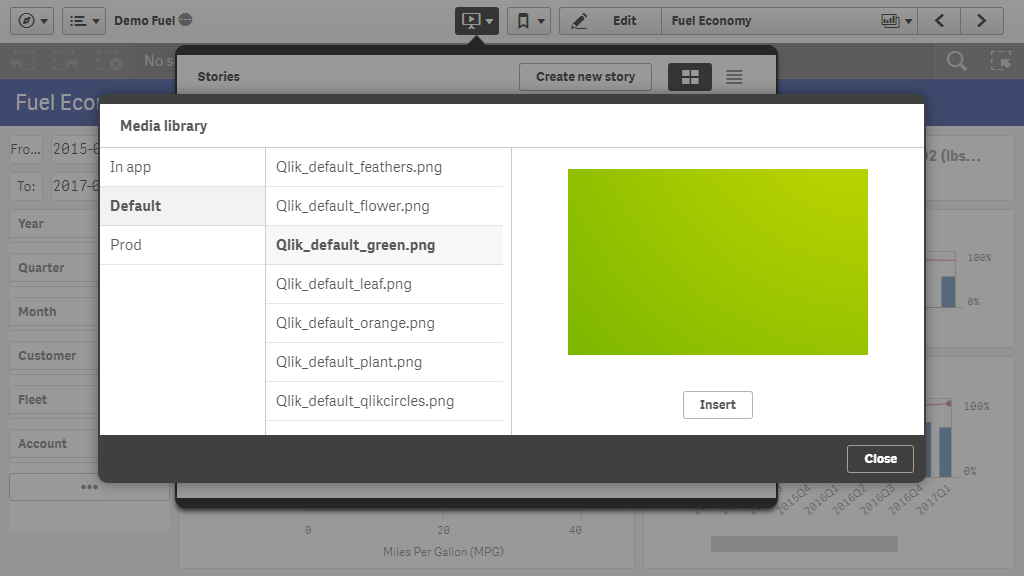 Demo Fuel
Edit
Fuel Economy
No s
Stories
Create new story
Fuel Econo
Media library
From...
2015-0
To:
2017-0
Year
Quarter
Month
Customer
Fleet
Account
•••
In app
Default
Prod
Qlik_default_feathers.png
Qlik_default_flower.png
Qlik_default_green.png
Qlik_default_leaf.png
Qlik_default_orange.png
Qlik_default_plant.png
Qlik_default_qlikcircles.png
Insert
Close
2 (lbs...
100%
0%
100%
0%
2015Q4
2016Q1
2016Q2
2016Q3
2016Q4
2017Q1
0
20
40
Miles Per Gallon (MPG)